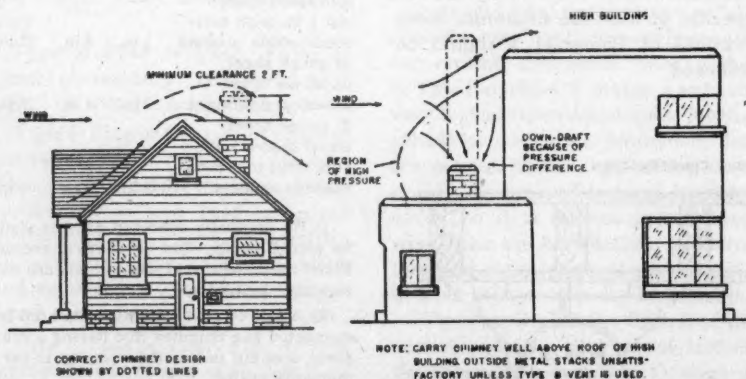 HIGH BUILDING
MINIMUM CLEARANCE 2 FT.
WIND
WIND
REGION
OF HIGH
PRESSURE
DOWN-DRAFT
BECAUSE OF
PRESSURE
DIFFERENCE
CORRECT CHIMNEY DESIGN
SHOWN BY DOTTED LINES
NOTE: CARRY CHIMNEY WELL ABOVE ROOF OF HIGH
BUILDING. OUTSIDE METAL STACKS UNSATIS-
FACTORY UNLESS TYPE B VENT IS USED.